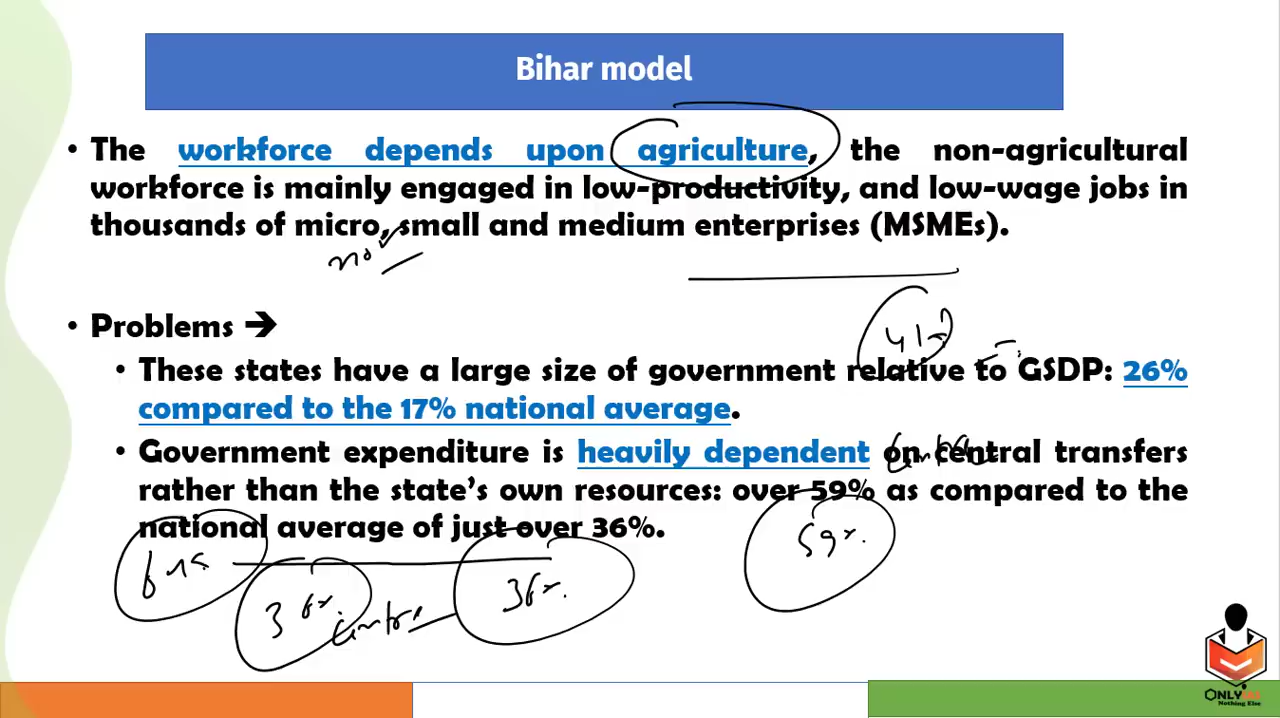 Bihar model
• The workforce depends upon agriculture, the non-agricultural
workforce is mainly engaged in low-productivity, and low-wage jobs in
thousands of micro, small and medium enterprises (MSMEs).
• Problems ➔
• These states have a large size of government relative to GSDP: 26%
compared to the 17% national average.
• Government expenditure is heavily dependent on central transfers
rather than the state's own resources: over 59% as compared to the
national average of just over 36%.
59%.
36%.
36%.
Nothing Else